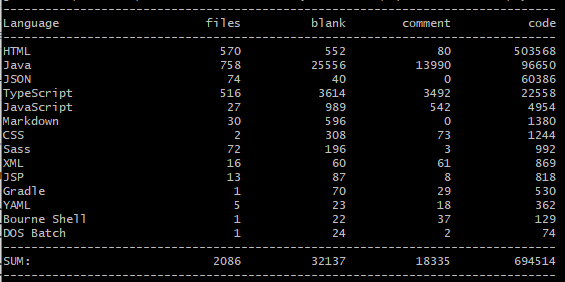 Language files blank comment code
HTML 570 552 80 503568
Java 758 25556 13990 96650
JSON 74 40 0 60386
TypeScript 516 3614 3492 22558
JavaScript 27 989 542 4954
Markdown 30 596 0 1380
CSS 2 308 73 1244
Sass 72 196 3 992
XML 16 60 61 869
JSP 13 87 8 818
Gradle 1 70 29 530
YAML 5 23 18 362
Bourne Shell 1 22 37 129
DOS Batch 1 24 2 74
SUM: 2086 32137 18335 694514